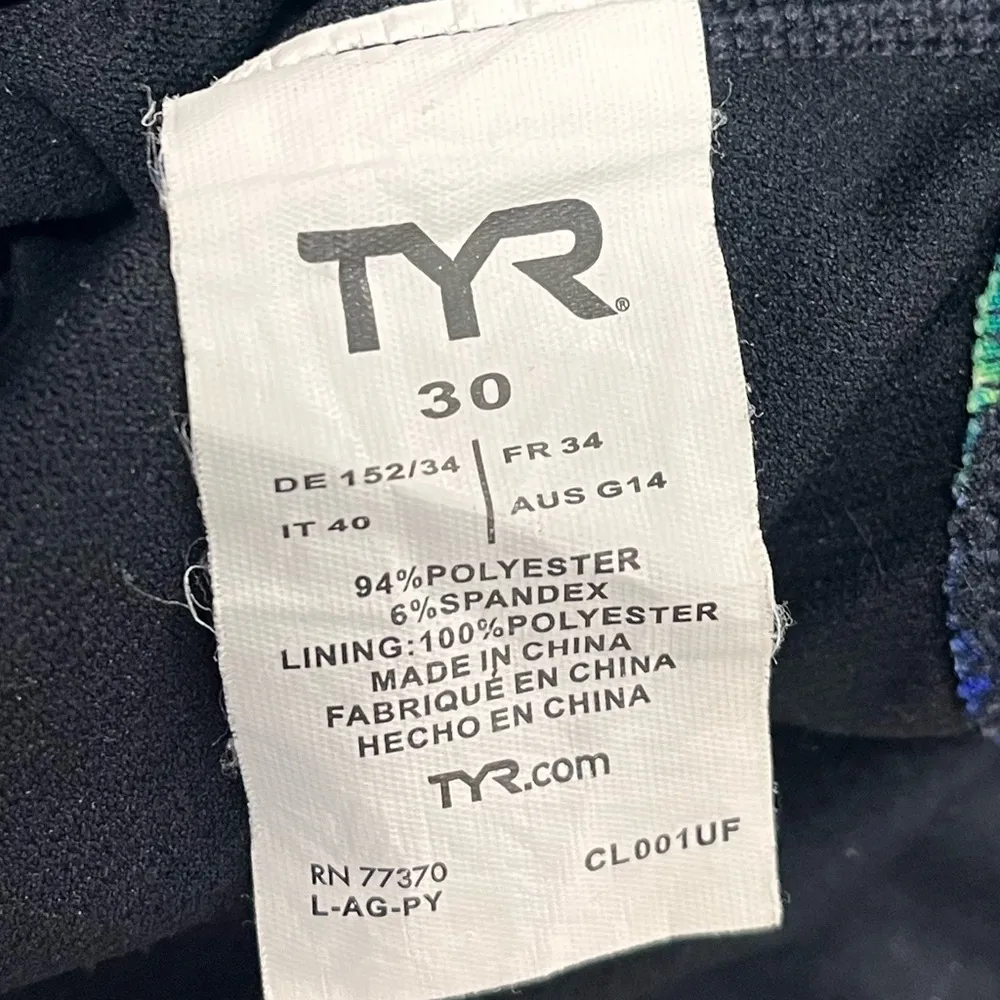 TYR®
30
DE 152/34 | FR 34
IT 40 | AUS G14
94%POLYESTER
6%SPANDEX
LINING:100%POLYESTER
MADE IN CHINA
FABRIQUÉ EN CHINA
HECHO EN CHINA
TYR.com
CL001UF
RN 77370
L-AG-PY